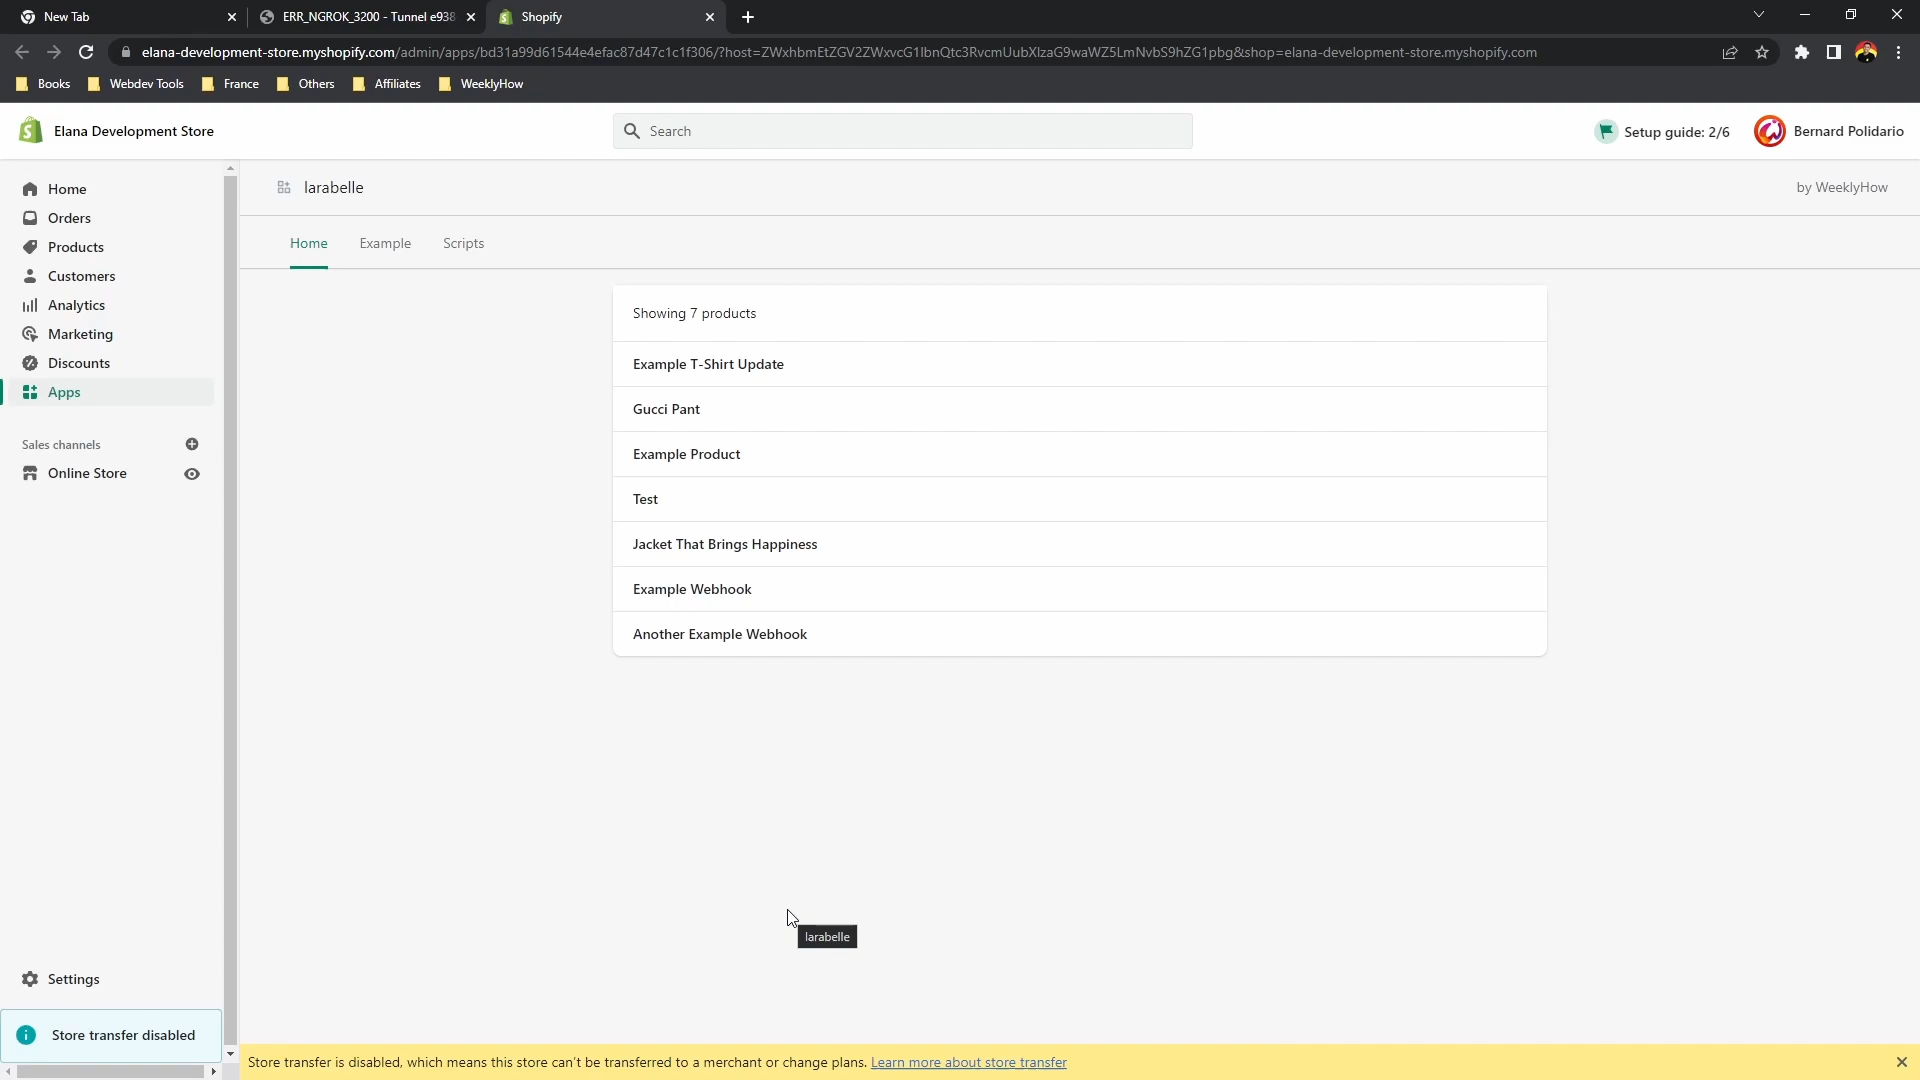 New Tab
ERR_NGROK_3200 - Tunnel e938
Shopify
elana-development-store.myshopify.com/admin/apps/bd31a99d61544e4efac87d47c1c1f306/?host=ZWxhbmEtZGV2ZWxvcG1lbnQtc3RvcmUubXlzaG9waWZ5LmNvbS9hZG1pbg&shop=elana-development-store.myshopify.com
Books
Webdev Tools
France
Others
Affiliates
WeeklyHow
Elana Development Store
Search
Setup guide: 2/6
Bernard Polidario
Home
Orders
Products
Customers
Analytics
Marketing
Discounts
Apps
Sales channels
Online Store
Settings
Store transfer disabled
larabelle
by WeeklyHow
Home
Example
Scripts
Showing 7 products
Example T-Shirt Update
Gucci Pant
Example Product
Test
Jacket That Brings Happiness
Example Webhook
Another Example Webhook
larabelle
Store transfer is disabled, which means this store can't be transferred to a merchant or change plans. Learn more about store transfer